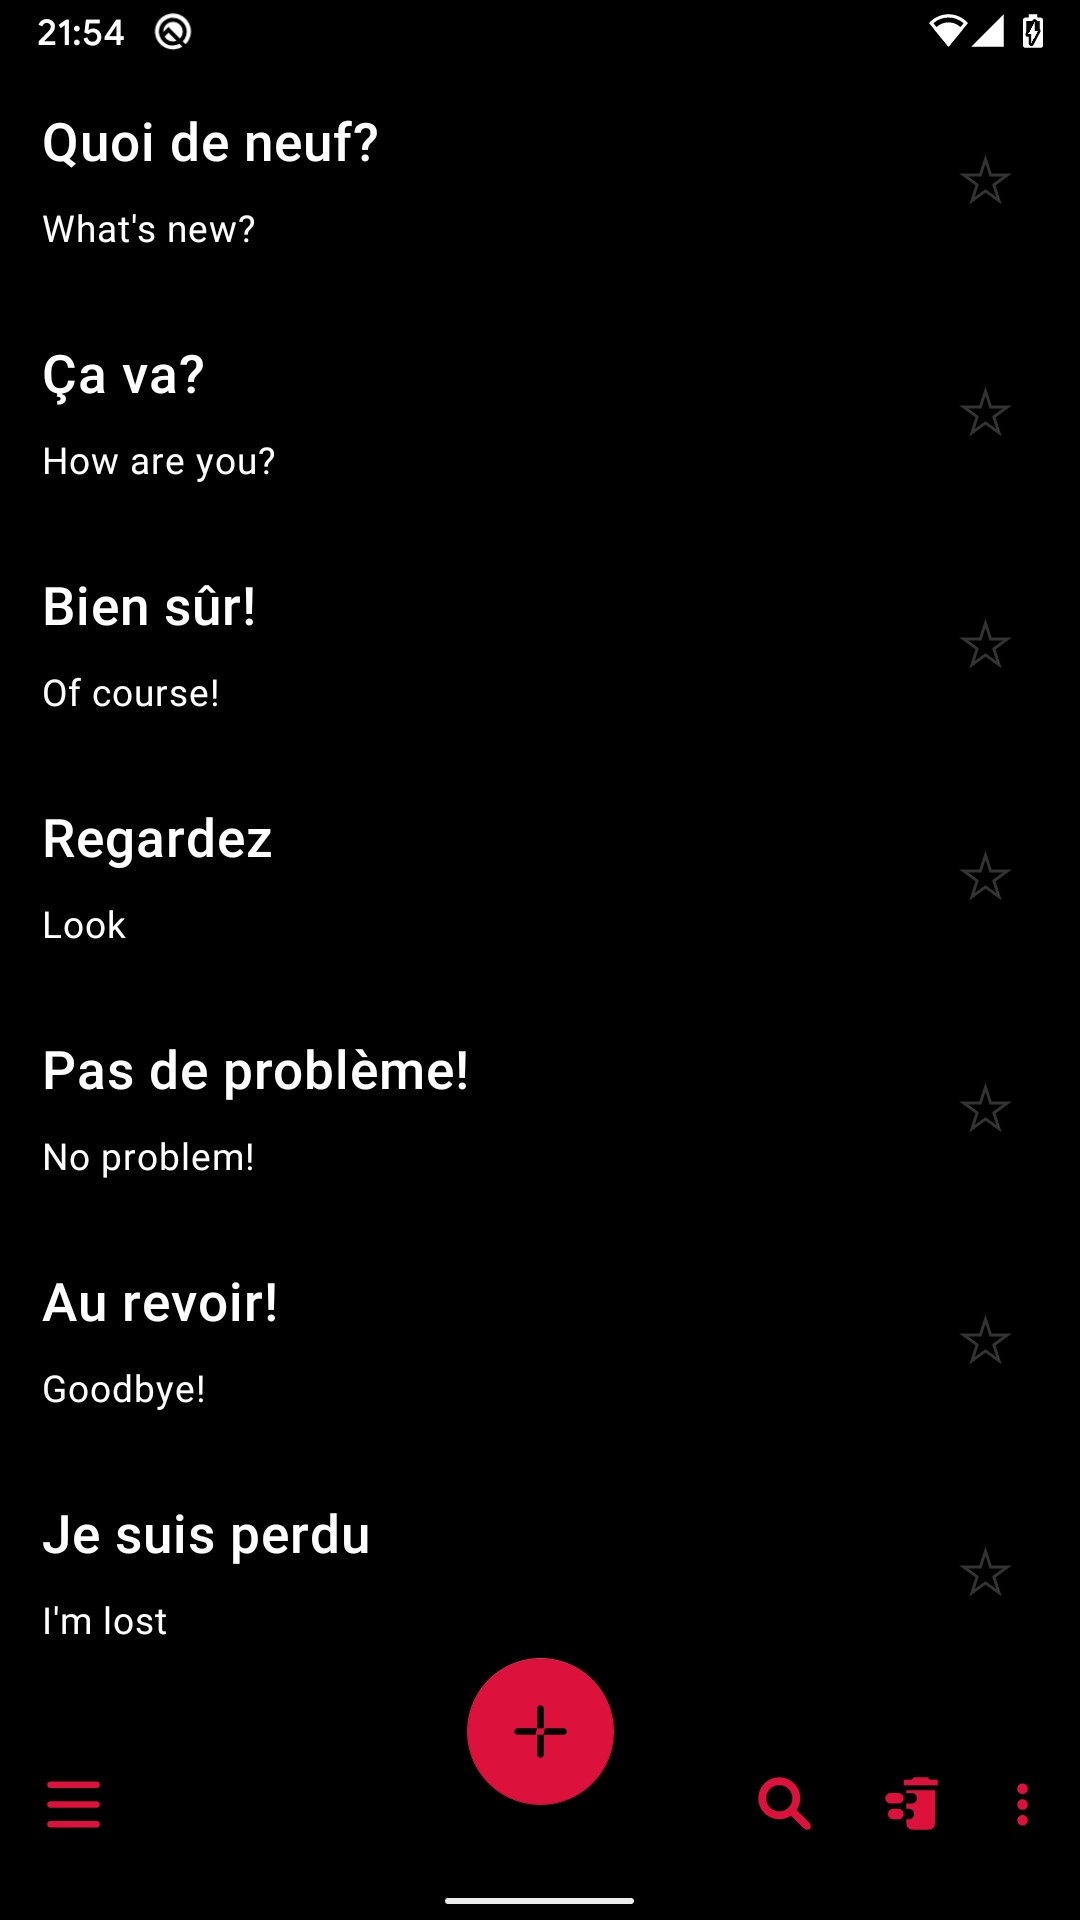 21:54
Quoi de neuf?
What's new?
Ça va?
How are you?
Bien sûr!
Of course!
Regardez
Look
Pas de problème!
No problem!
Au revoir!
Goodbye!
Je suis perdu
I'm lost